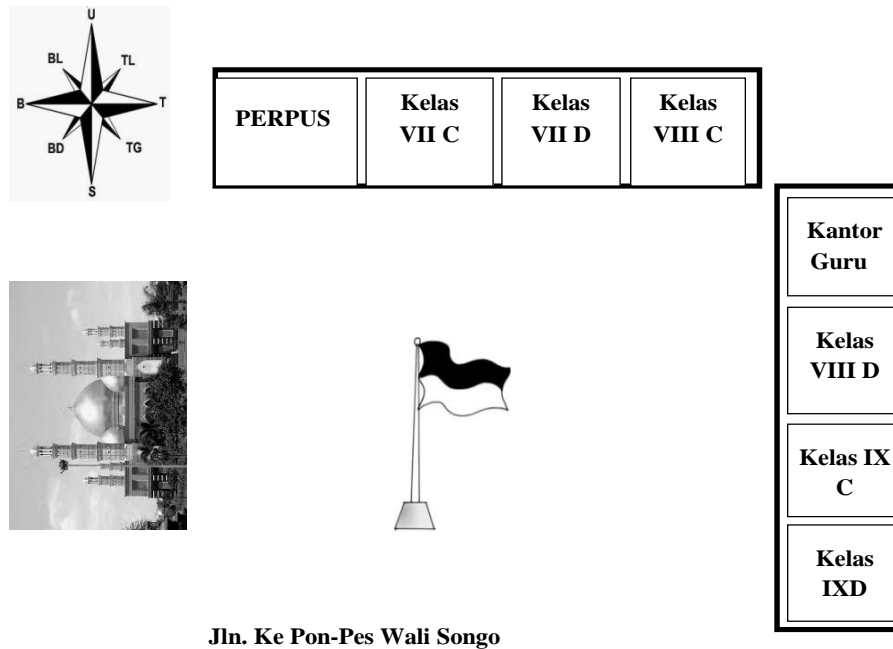 U
BL
TL
B
T
BD
TG
S
PERPUS
Kelas
VII C
Kelas
VII D
Kelas
VIII C
Kantor
Guru
Kelas
VIII D
Kelas IX
C
Kelas
IXD
Jln. Ke Pon-Pes Wali Songo